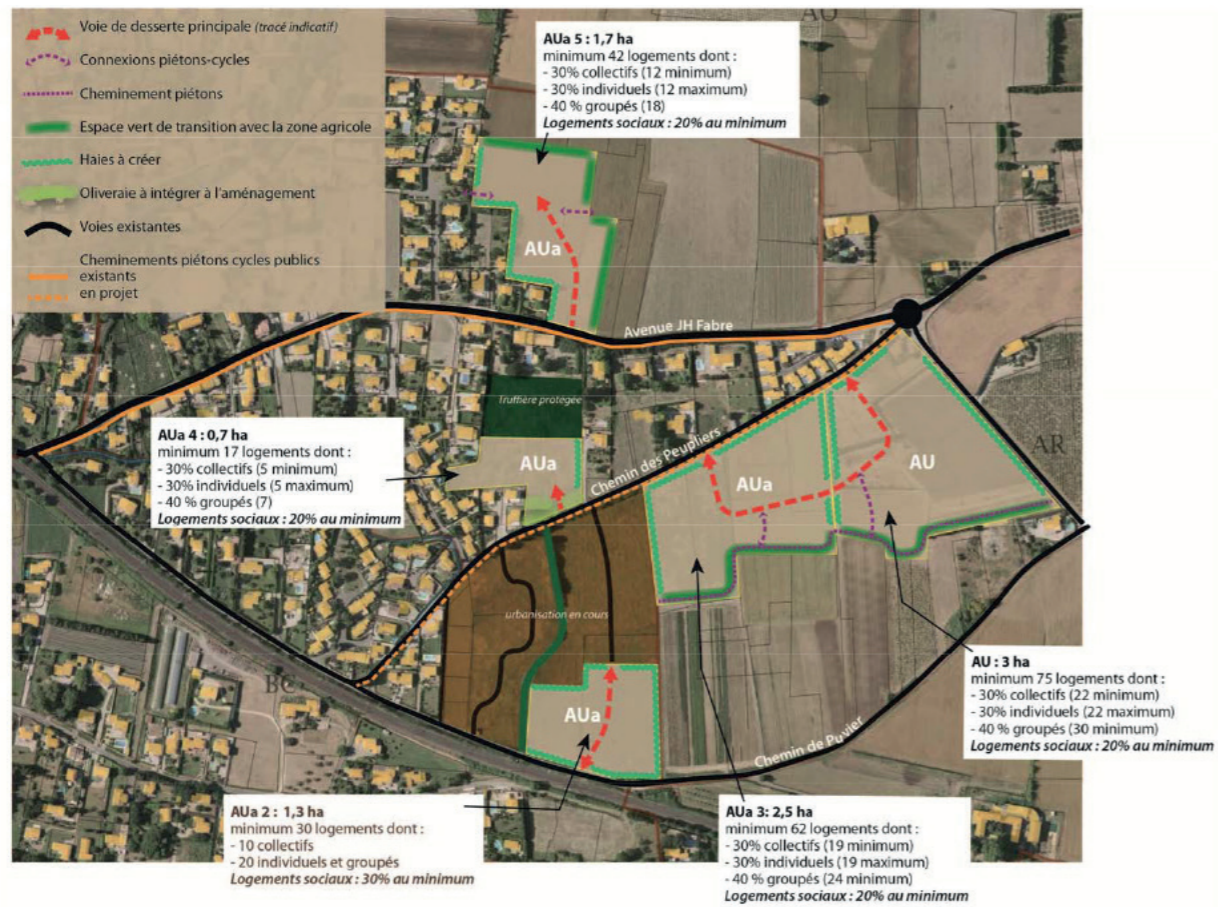 Voie de desserte principale (tracé indicatif)
Connexions piétons-cycles
Cheminement piétons
Espace vert de transition avec la zone agricole
Haies à créer
Oliveraie à intégrer à l'aménagement
Voies existantes
Cheminements piétons cycles publics
existants
en projet
AUa 5 : 1,7 ha
minimum 42 logements dont :
- 30% collectifs (12 minimum)
- 30% individuels (12 maximum)
- 40 % groupés (18)
Logements sociaux : 20% au minimum
AO
AUa
Avenue JH Fabre
Truffière protégée
AUa 4 : 0,7 ha
minimum 17 logements dont :
- 30% collectifs (5 minimum)
- 30% individuels (5 maximum)
- 40 % groupés (7)
Logements sociaux : 20% au minimum
AUa
Chemin des Peupliers
AUa
AU
AR
urbanisation en cours
BC
AUa
Chemin de Puvier
AU : 3 ha
minimum 75 logements dont :
- 30% collectifs (22 minimum)
- 30% individuels (22 maximum)
- 40 % groupés (30 minimum)
Logements sociaux : 20% au minimum
AUa 2 : 1,3 ha
minimum 30 logements dont :
- 10 collectifs
- 20 individuels et groupés
Logements sociaux : 30% au minimum
AUa 3: 2,5 ha
minimum 62 logements dont :
- 30% collectifs (19 minimum)
- 30% individuels (19 maximum)
- 40 % groupés (24 minimum)
Logements sociaux : 20% au minimum